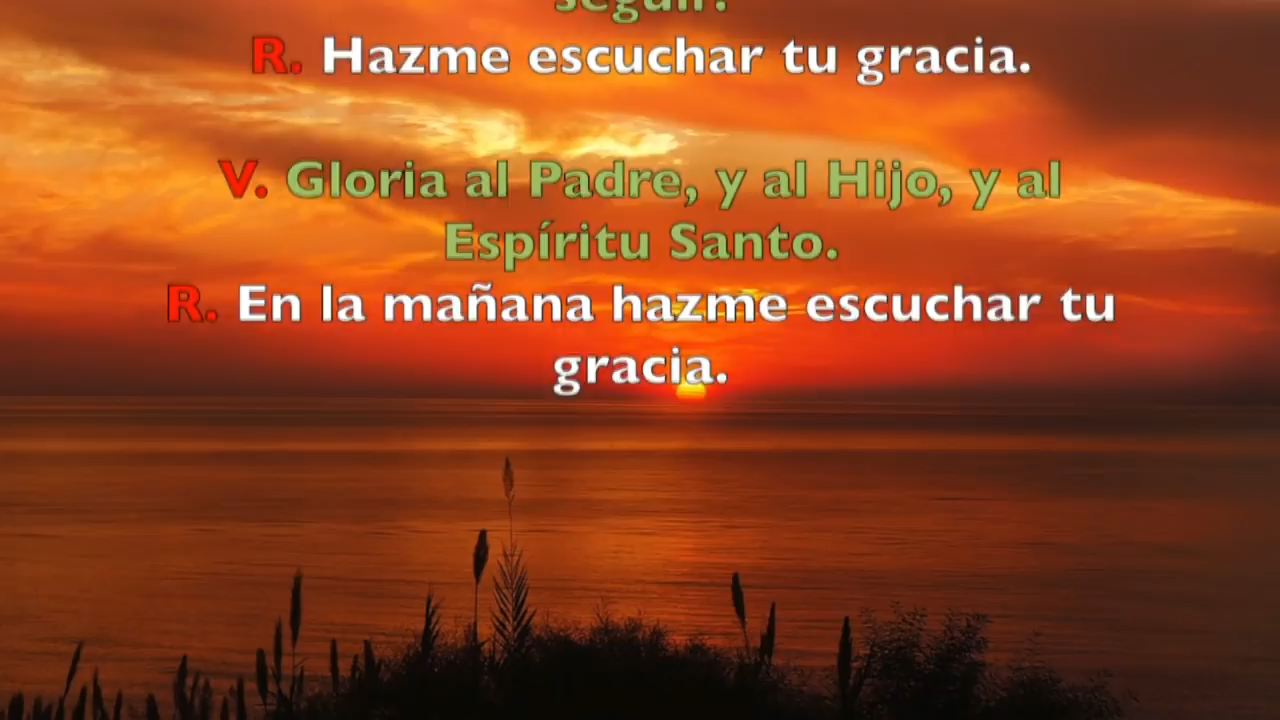 seguir.
R. Hazme escuchar tu gracia.
V. Gloria al Padre, y al Hijo, y al
Espíritu Santo.
R. En la mañana hazme escuchar tu
gracia.